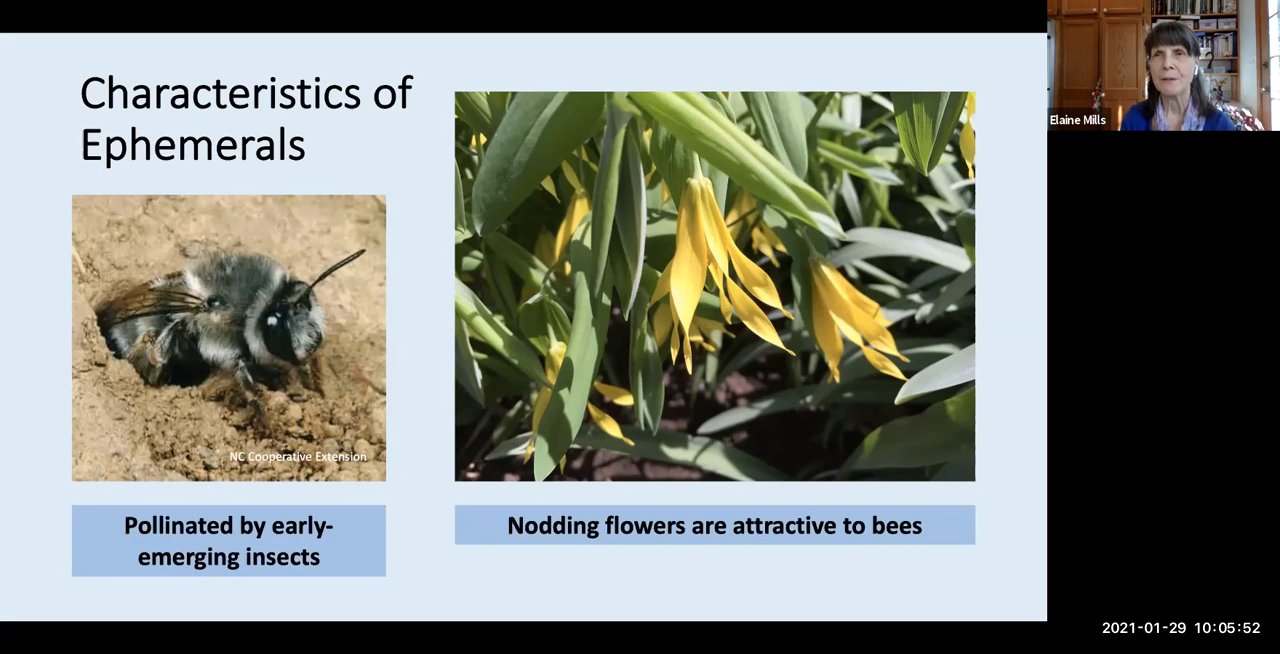 Characteristics of
Ephemerals
NC Cooperative Extension
Pollinated by early-
emerging insects
Nodding flowers are attractive to bees
Elaine Mills
2021-01-29 10:05:52